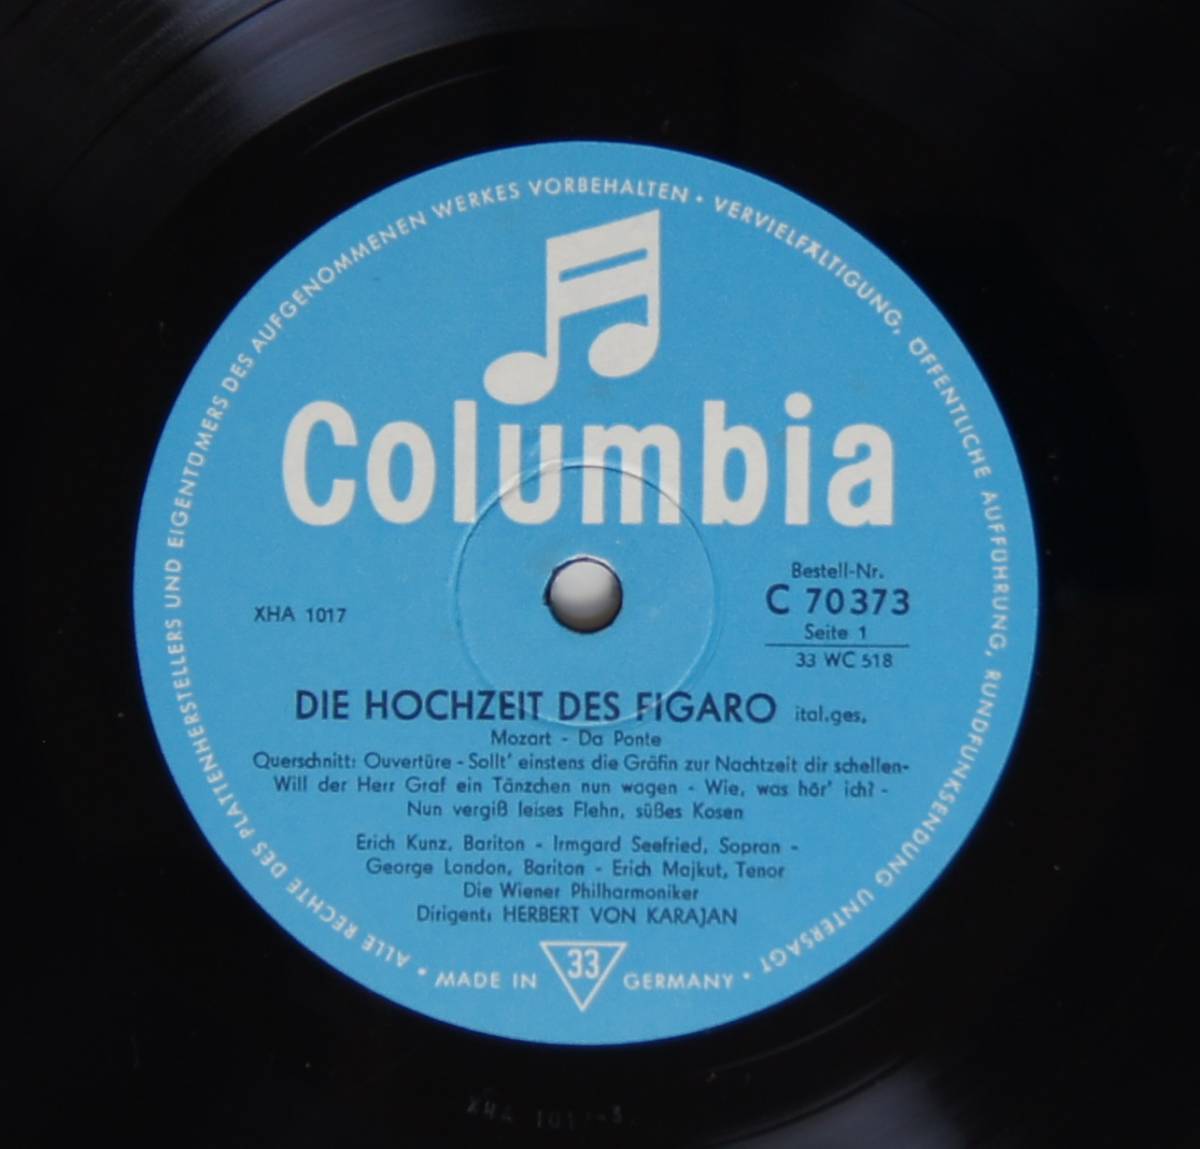 ALLE RECHTE DES PLATTENHERSTELLERS UND EIGENTÜMERS DES AUFGENOMMENEN WERKES VORBEHALTEN · VERVIELFÄLTIGUNG, ÖFFENTLICHE AUFFÜHRUNG, RUNDFUNKSENDUNG UNTERSAGT ·
Columbia
Bestell-Nr.
C 70373
XHA 1017
Seite 1
33 WC 518
DIE HOCHZEIT DES FIGARO ital.ges.
Mozart - Da Ponte
Querschnitt: Ouvertüre - Sollt' einstens die Gräfin zur Nachtzeit dir schellen-
Will der Herr Graf ein Tänzchen nun wagen - Wie, was hör' ich? -
Nun vergiß leises Flehn, süßes Kosen
Erich Kunz, Bariton - Irmgard Seefried, Sopran -
George London, Bariton - Erich Majkut, Tenor
Die Wiener Philharmoniker
Dirigent: HERBERT VON KARAJAN
· MADE IN 33 GERMANY
XHA 1017-3